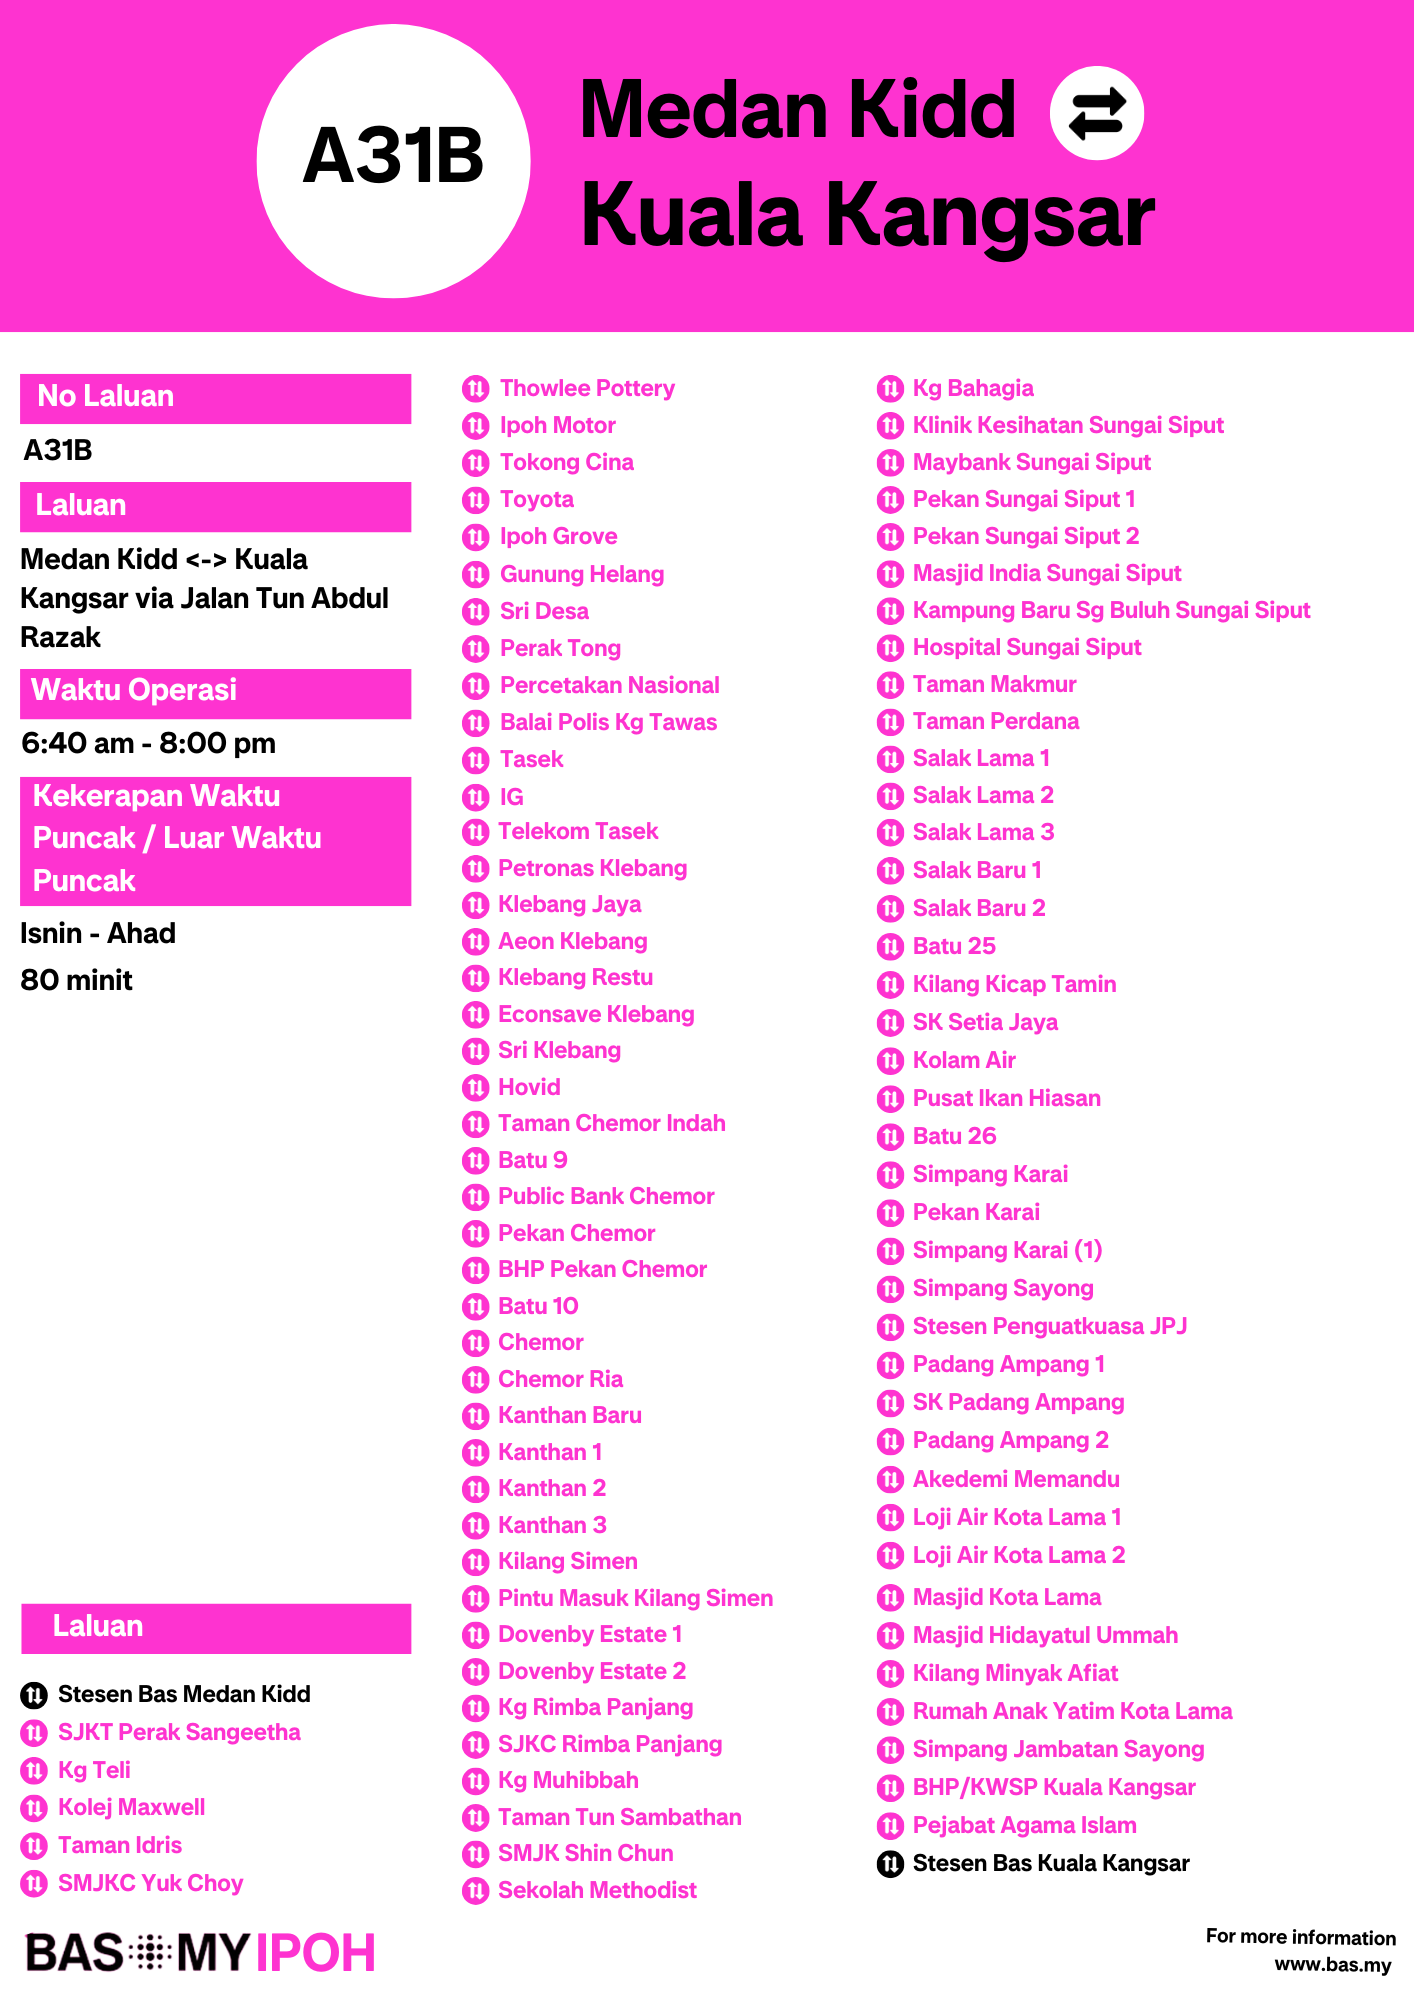 A31B
Medan Kidd
Kuala Kangsar
No Laluan
A31B
Laluan
Medan Kidd <-> Kuala
Kangsar via Jalan Tun Abdul
Razak
Waktu Operasi
6:40 am - 8:00 pm
Kekerapan Waktu
Puncak / Luar Waktu
Puncak
Isnin - Ahad
80 minit
Laluan
Stesen Bas Medan Kidd
SJKT Perak Sangeetha
Kg Teli
Kolej Maxwell
Taman Idris
SMJKC Yuk Choy
Thowlee Pottery
Ipoh Motor
Tokong Cina
Toyota
Ipoh Grove
Gunung Helang
Sri Desa
Perak Tong
Percetakan Nasional
Balai Polis Kg Tawas
Tasek
IG
Telekom Tasek
Petronas Klebang
Klebang Jaya
Aeon Klebang
Klebang Restu
Econsave Klebang
Sri Klebang
Hovid
Taman Chemor Indah
Batu 9
Public Bank Chemor
Pekan Chemor
BHP Pekan Chemor
Batu 10
Chemor
Chemor Ria
Kanthan Baru
Kanthan 1
Kanthan 2
Kanthan 3
Kilang Simen
Pintu Masuk Kilang Simen
Dovenby Estate 1
Dovenby Estate 2
Kg Rimba Panjang
SJKC Rimba Panjang
Kg Muhibbah
Taman Tun Sambathan
SMJK Shin Chun
Sekolah Methodist
Kg Bahagia
Klinik Kesihatan Sungai Siput
Maybank Sungai Siput
Pekan Sungai Siput 1
Pekan Sungai Siput 2
Masjid India Sungai Siput
Kampung Baru Sg Buluh Sungai Siput
Hospital Sungai Siput
Taman Makmur
Taman Perdana
Salak Lama 1
Salak Lama 2
Salak Lama 3
Salak Baru 1
Salak Baru 2
Batu 25
Kilang Kicap Tamin
SK Setia Jaya
Kolam Air
Pusat Ikan Hiasan
Batu 26
Simpang Karai
Pekan Karai
Simpang Karai (1)
Simpang Sayong
Stesen Penguatkuasa JPJ
Padang Ampang 1
SK Padang Ampang
Padang Ampang 2
Akedemi Memandu
Loji Air Kota Lama 1
Loji Air Kota Lama 2
Masjid Kota Lama
Masjid Hidayatul Ummah
Kilang Minyak Afiat
Rumah Anak Yatim Kota Lama
Simpang Jambatan Sayong
BHP/KWSP Kuala Kangsar
Pejabat Agama Islam
Stesen Bas Kuala Kangsar
BAS MY IPOH
For more information
www.bas.my